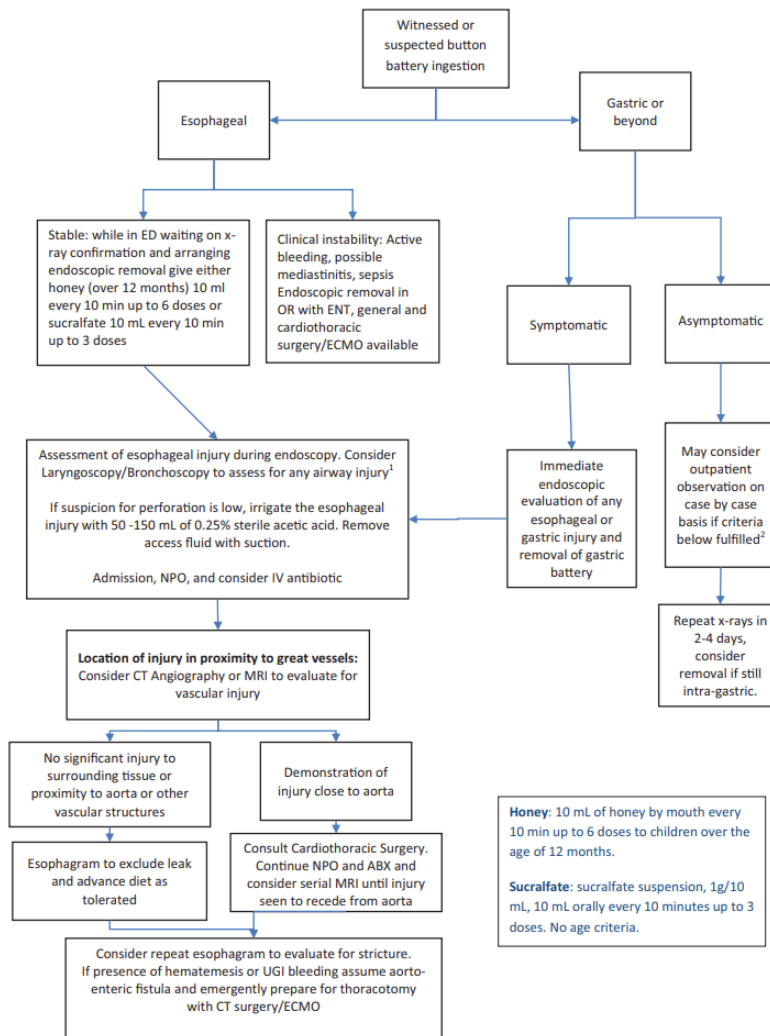 Witnessed or
suspected button
battery ingestion
Esophageal
Gastric or
beyond
Stable: while in ED waiting on x-
ray confirmation and arranging
endoscopic removal give either
honey (over 12 months) 10 ml
every 10 min up to 6 doses or
sucralfate 10 mL every 10 min
up to 3 doses
Clinical instability: Active
bleeding, possible
mediastinitis, sepsis
Endoscopic removal in
OR with ENT, general and
cardiothoracic
surgery/ECMO available
Symptomatic
Asymptomatic
Assessment of esophageal injury during endoscopy. Consider
Laryngoscopy/Bronchoscopy to assess for any airway injury¹
If suspicion for perforation is low, irrigate the esophageal
injury with 50 -150 mL of 0.25% sterile acetic acid. Remove
access fluid with suction.
Admission, NPO, and consider IV antibiotic
Immediate
endoscopic
evaluation of any
esophageal or
gastric injury and
removal of gastric
battery
May consider
outpatient
observation on
case by case
basis if criteria
below fulfilled²
Repeat x-rays in
2-4 days,
consider
removal if still
intra-gastric.
Location of injury in proximity to great vessels:
Consider CT Angiography or MRI to evaluate for
vascular injury
No significant injury to
surrounding tissue or
proximity to aorta or other
vascular structures
Demonstration of
injury close to aorta
Esophagram to exclude leak
and advance diet as
tolerated
Consult Cardiothoracic Surgery.
Continue NPO and ABX and
consider serial MRI until injury
seen to recede from aorta
Consider repeat esophagram to evaluate for stricture.
If presence of hematemesis or UGI bleeding assume aorto-
enteric fistula and emergently prepare for thoracotomy
with CT surgery/ECMO
Honey: 10 mL of honey by mouth every
10 min up to 6 doses to children over the
age of 12 months.
Sucralfate: sucralfate suspension, 1g/10
mL, 10 mL orally every 10 minutes up to 3
doses. No age criteria.